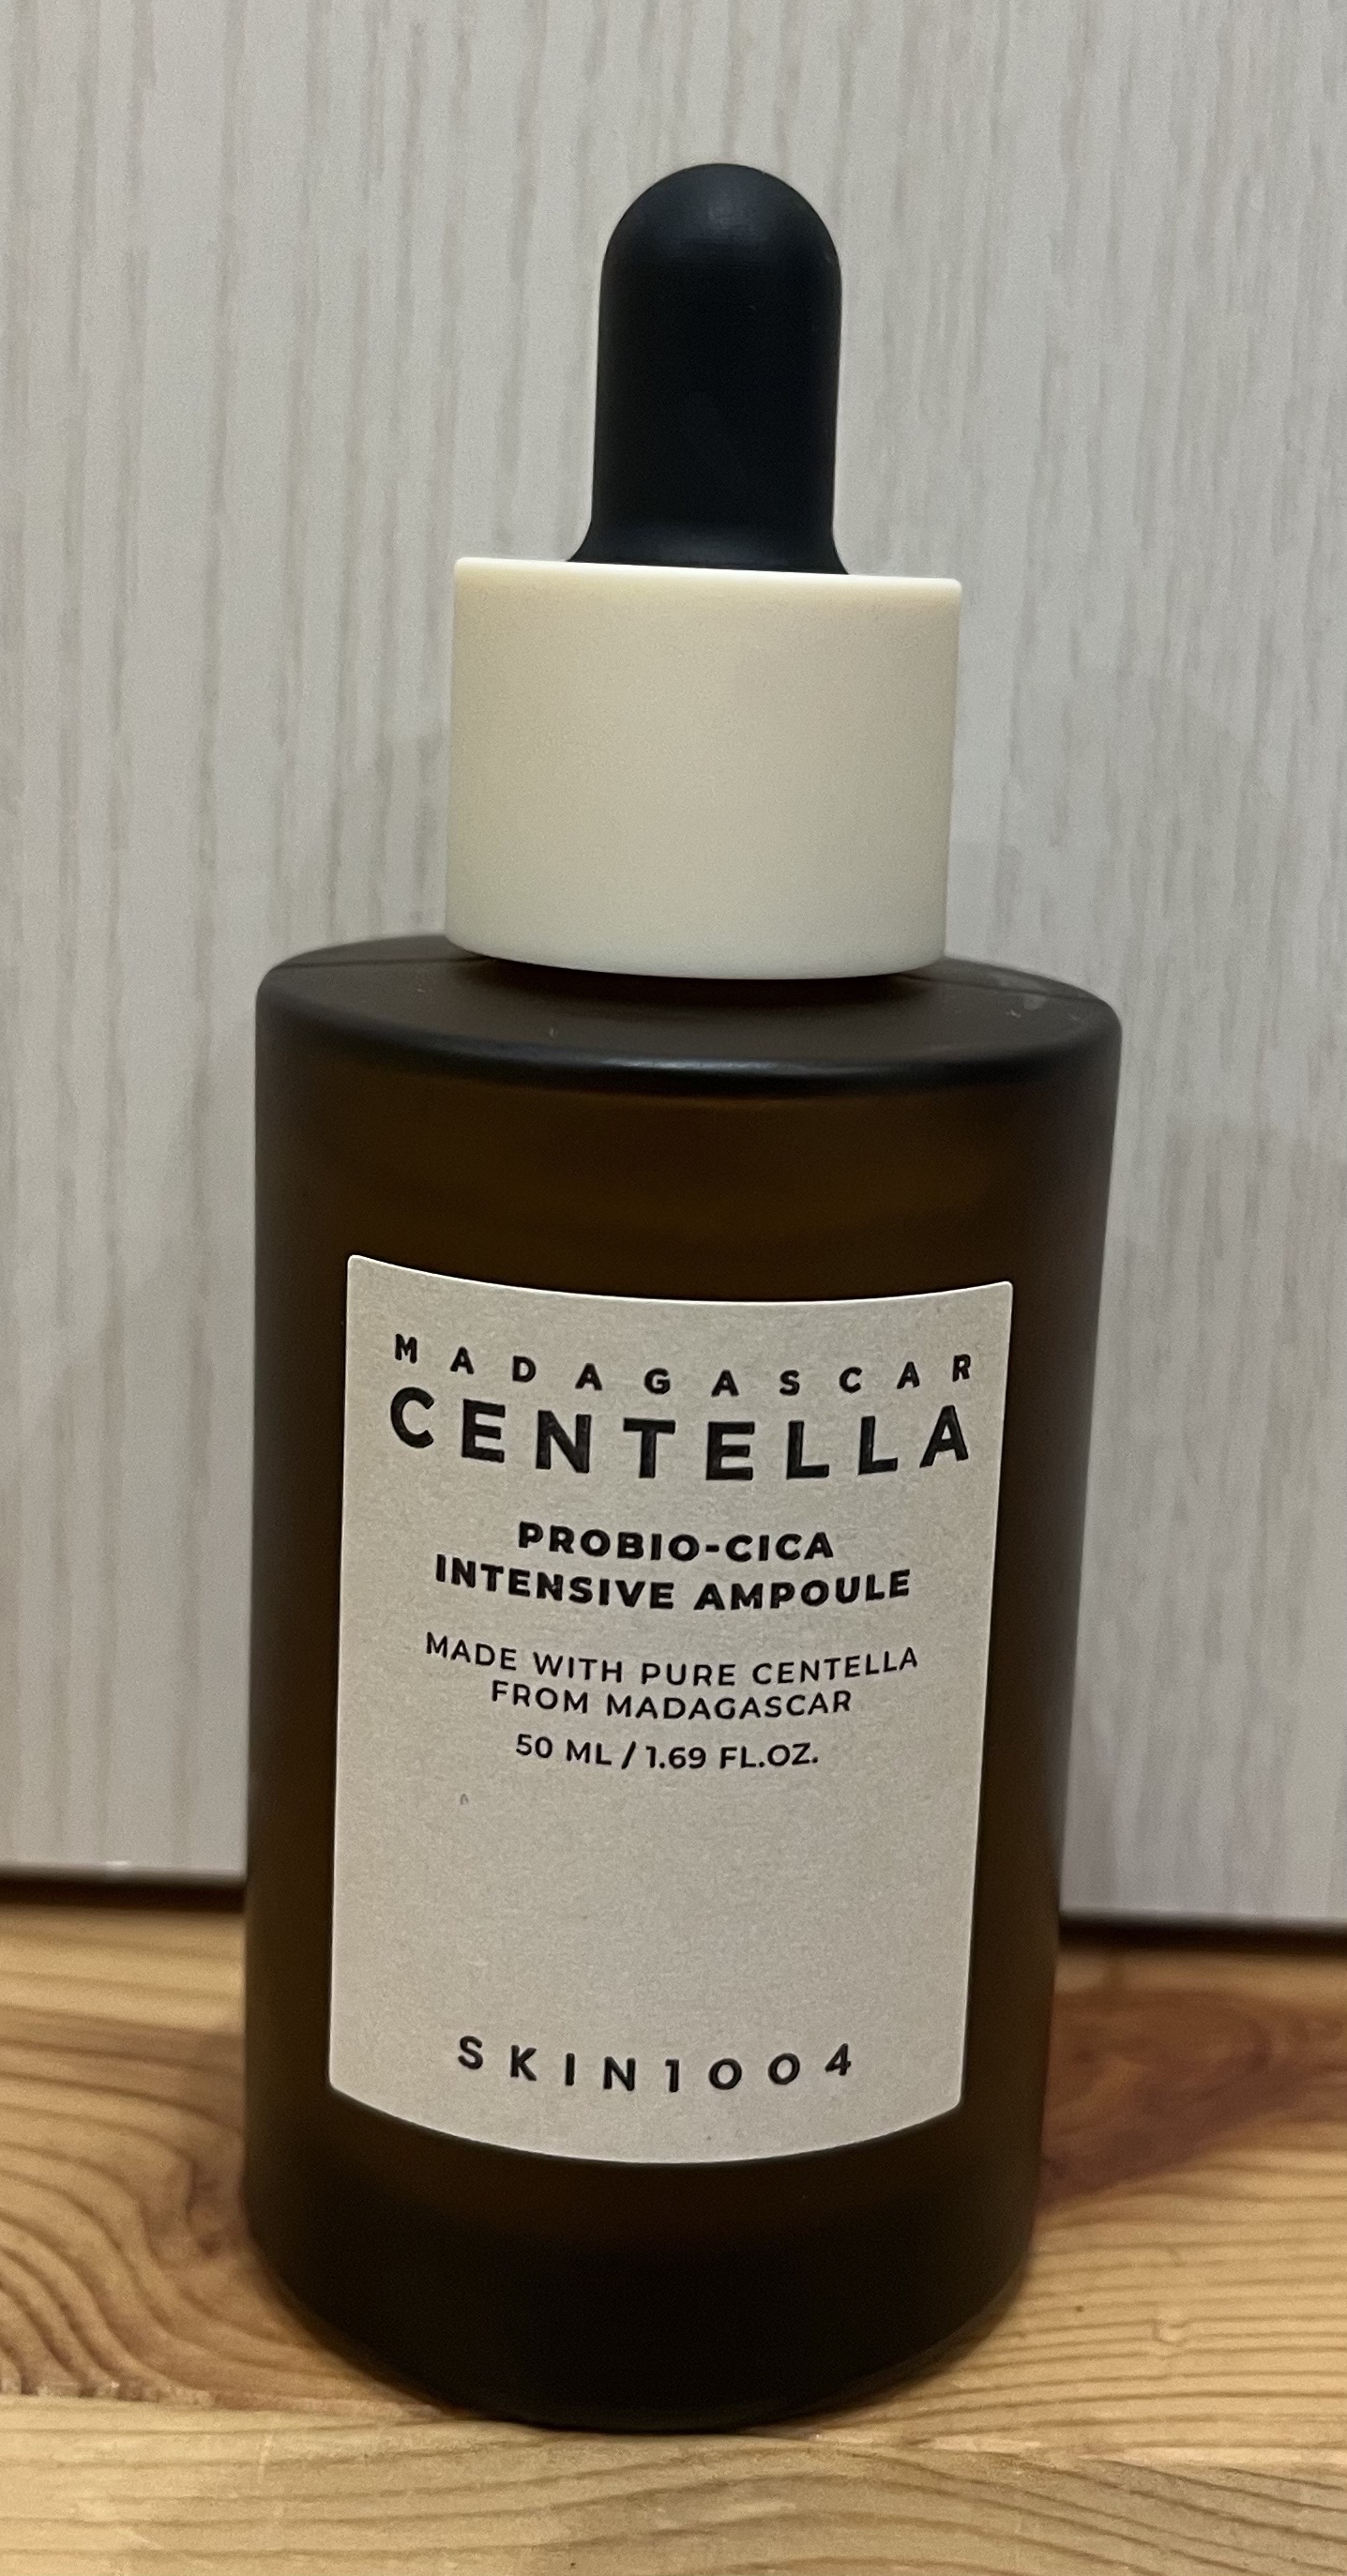 MADAGASCAR
CENTELLA
PROBIO-CICA
INTENSIVE AMPOULE
MADE WITH PURE CENTELLA
FROM MADAGASCAR
50 ML / 1.69 FL.OZ.
SKIN1004